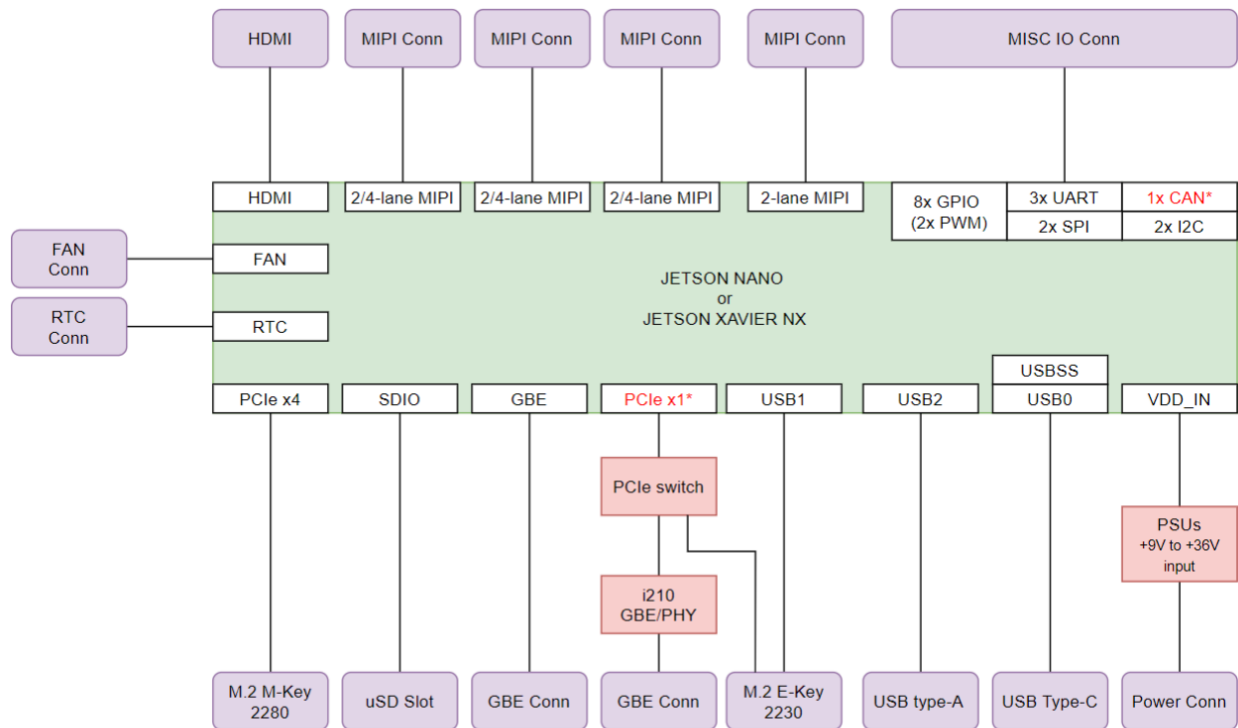 HDMI
MIPI Conn
MIPI Conn
MIPI Conn
MIPI Conn
MISC IO Conn
HDMI
2/4-lane MIPI
2/4-lane MIPI
2/4-lane MIPI
2-lane MIPI
8x GPIO
(2x PWM)
3x UART
1x CAN*
2x SPI
2x I2C
FAN
Conn
FAN
RTC
Conn
RTC
JETSON NANO
or
JETSON XAVIER NX
USBSS
PCIe x4
SDIO
GBE
PCIe x1*
USB1
USB2
USB0
VDD_IN
PCIe switch
PSUs
+9V to +36V
input
i210
GBE/PHY
M.2 M-Key
2280
uSD Slot
GBE Conn
GBE Conn
M.2 E-Key
2230
USB type-A
USB Type-C
Power Conn